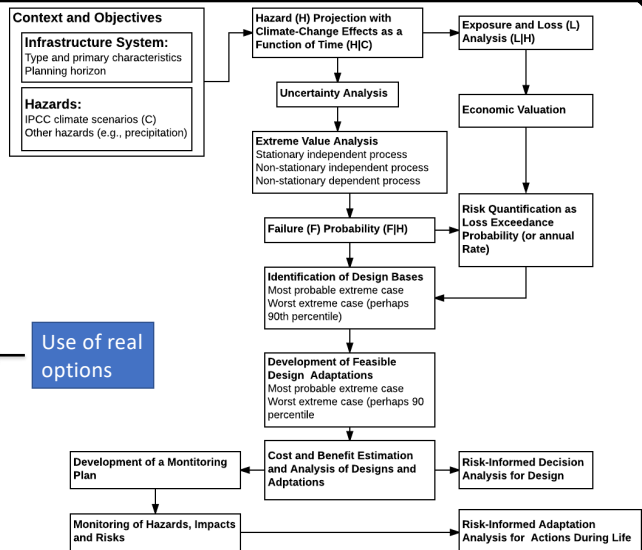 Context and Objectives
Infrastructure System:
Type and primary characteristics
Planning horizon
Hazards:
IPCC climate scenarios (C)
Other hazards (e.g., precipitation)
Hazard (H) Projection with
Climate-Change Effects as a
Function of Time (H|C)
Exposure and Loss (L)
Analysis (L|H)
Uncertainty Analysis
Economic Valuation
Extreme Value Analysis
Stationary independent process
Non-stationary independent process
Non-stationary dependent process
Failure (F) Probability (F|H)
Risk Quantification as
Loss Exceedance
Probability (or annual
Rate)
Identification of Design Bases
Most probable extreme case
Worst extreme case (perhaps
90th percentile)
Use of real
options
Development of Feasible
Design Adaptations
Most probable extreme case
Worst extreme case (perhaps 90
percentile
Cost and Benefit Estimation
and Analysis of Designs and
Adptations
Development of a Montitoring
Plan
Risk-Informed Decision
Analysis for Design
Monitoring of Hazards, Impacts
and Risks
Risk-Informed Adaptation
Analysis for Actions During Life